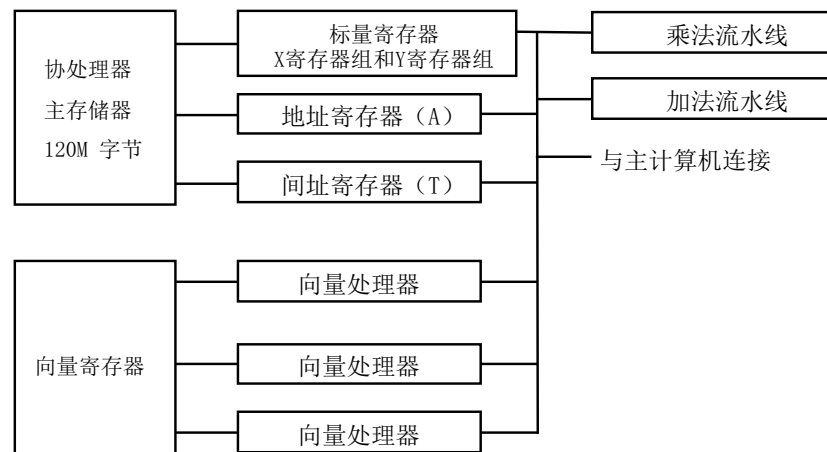 协处理器
主存储器
120M 字节
标量寄存器
X寄存器组和Y寄存器组
地址寄存器（A）
间址寄存器（T）
乘法流水线
加法流水线
与主计算机连接
向量寄存器
向量处理器
向量处理器
向量处理器